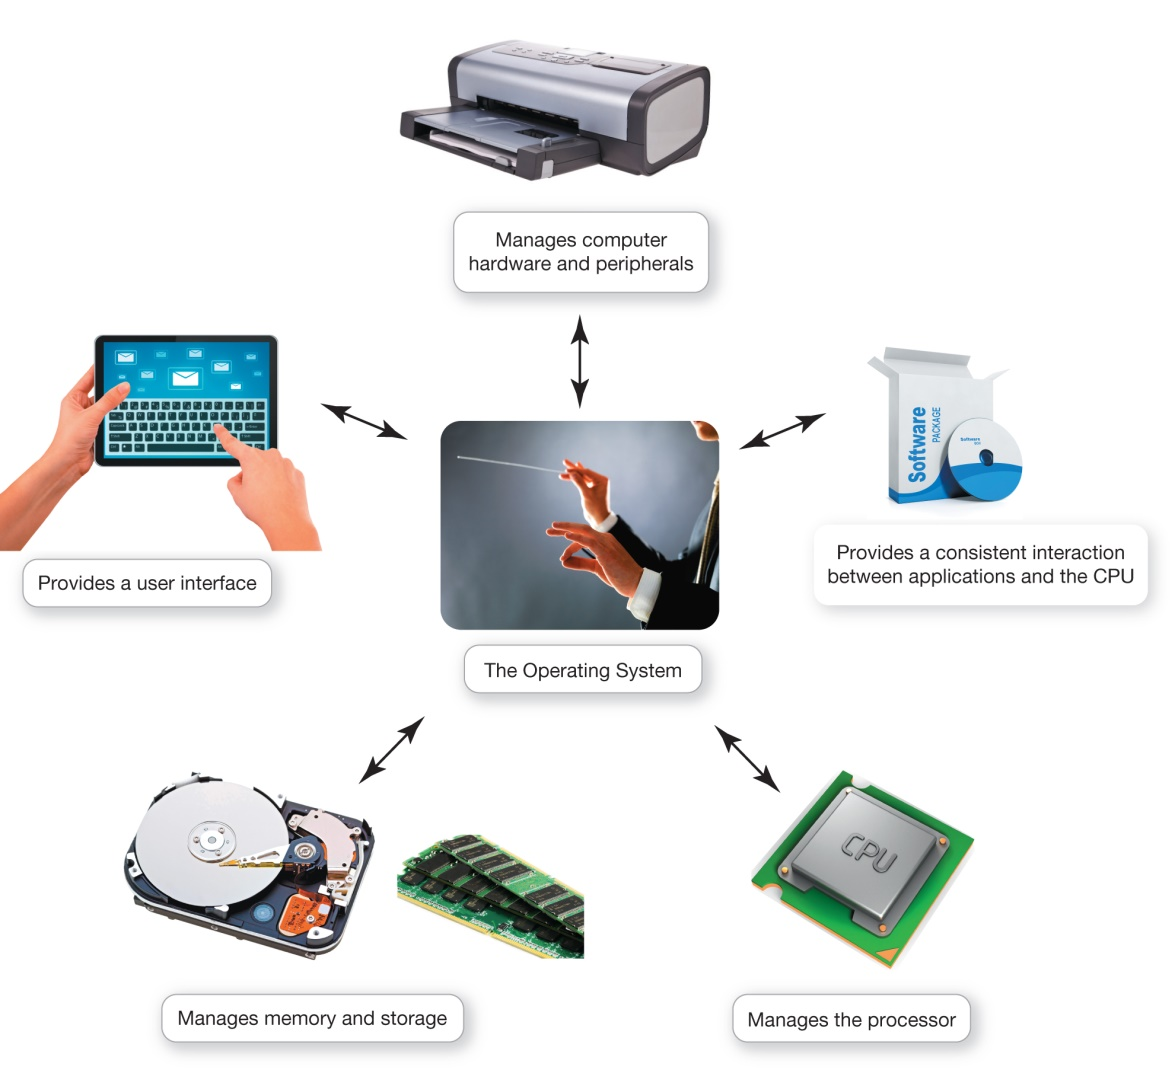 Manages computer
hardware and peripherals
Software
PACKAGE
Software
Provides a user interface
Provides a consistent interaction
between applications and the CPU
The Operating System
CPU
Manages memory and storage
Manages the processor